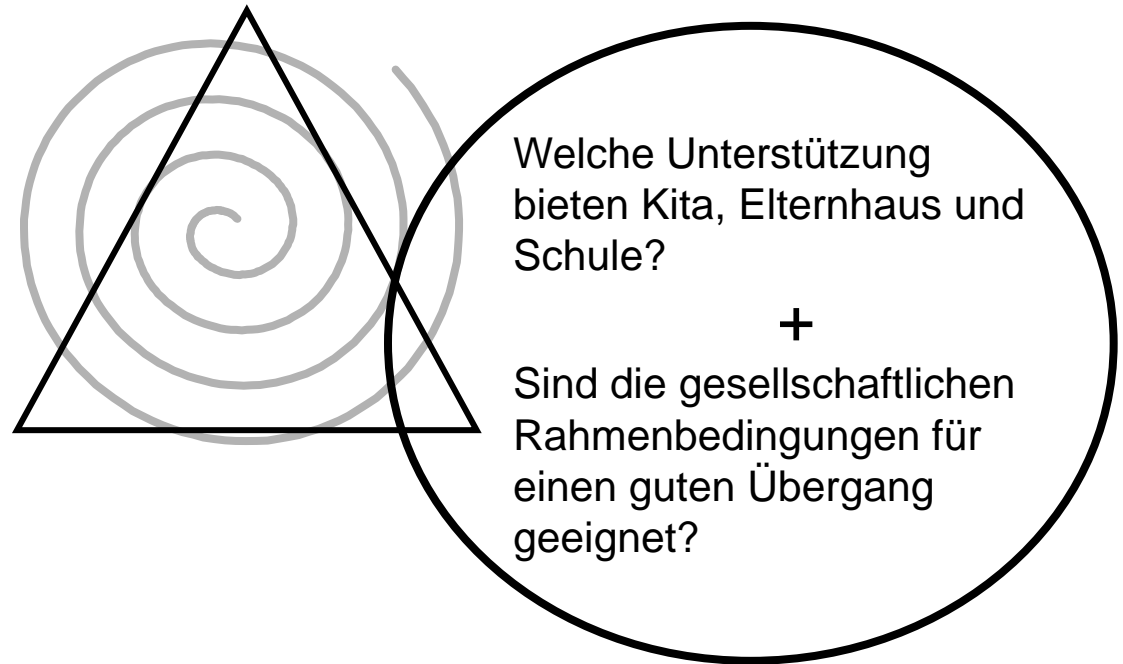 Welche Unterstützung
bieten Kita, Elternhaus und
Schule?
+
Sind die gesellschaftlichen
Rahmenbedingungen für
einen guten Übergang
geeignet?